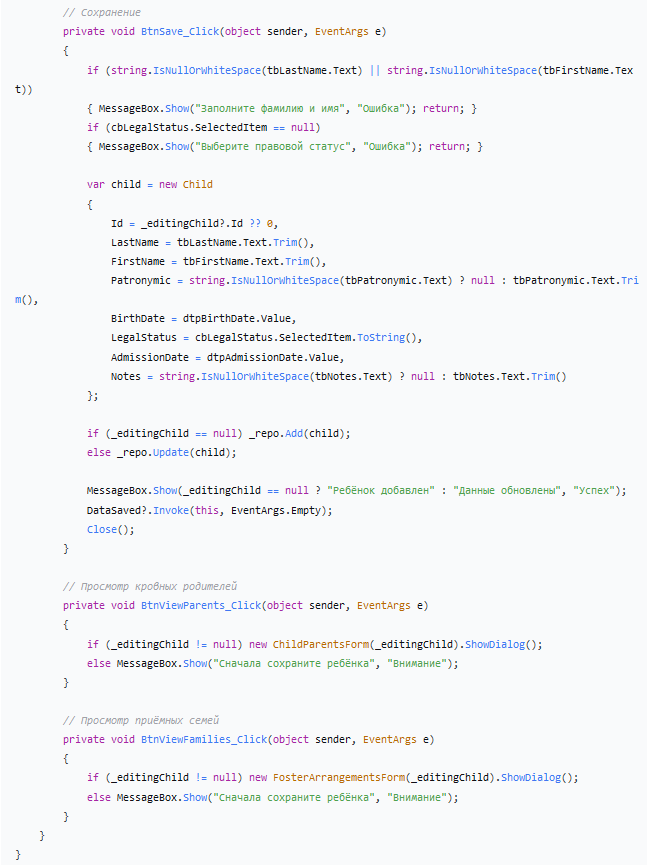 // Сохранение
private void BtnSave_Click(object sender, EventArgs e)
{
if (string.IsNullOrWhiteSpace(tbLastName.Text) || string.IsNullOrWhiteSpace(tbFirstName.Tex
t))
{ MessageBox.Show("Заполните фамилию и имя", "Ошибка"); return; }
if (cbLegalStatus.SelectedItem == null)
{ MessageBox.Show("Выберите правовой статус", "Ошибка"); return; }
var child = new Child
{
Id = _editingChild?.Id ?? 0,
LastName = tbLastName.Text.Trim(),
FirstName = tbFirstName.Text.Trim(),
Patronymic = string.IsNullOrWhiteSpace(tbPatronymic.Text) ? null : tbPatronymic.Text.Tri
m(),
BirthDate = dtpBirthDate.Value,
LegalStatus = cbLegalStatus.SelectedItem.ToString(),
AdmissionDate = dtpAdmissionDate.Value,
Notes = string.IsNullOrWhiteSpace(tbNotes.Text) ? null : tbNotes.Text.Trim()
};
if (_editingChild == null) _repo.Add(child);
else _repo.Update(child);
MessageBox.Show(_editingChild == null ? "Ребёнок добавлен" : "Данные обновлены", "Успех");
DataSaved?.Invoke(this, EventArgs.Empty);
Close();
}
// Просмотр кровных родителей
private void BtnViewParents_Click(object sender, EventArgs e)
{
if (_editingChild != null) new ChildParentsForm(_editingChild).ShowDialog();
else MessageBox.Show("Сначала сохраните ребёнка", "Внимание");
}
// Просмотр приёмных семей
private void BtnViewFamilies_Click(object sender, EventArgs e)
{
if (_editingChild != null) new FosterArrangementsForm(_editingChild).ShowDialog();
else MessageBox.Show("Сначала сохраните ребёнка", "Внимание");
}
}
}